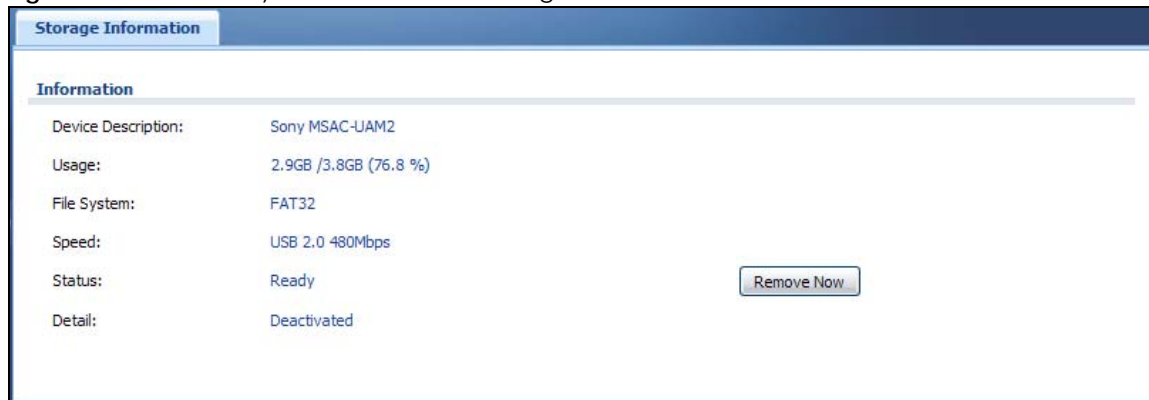 Storage Information
Information
Device Description: Sony MSAC-UAM2
Usage: 2.9GB /3.8GB (76.8 %)
File System: FAT32
Speed: USB 2.0 480Mbps
Status: Ready Remove Now
Detail: Deactivated